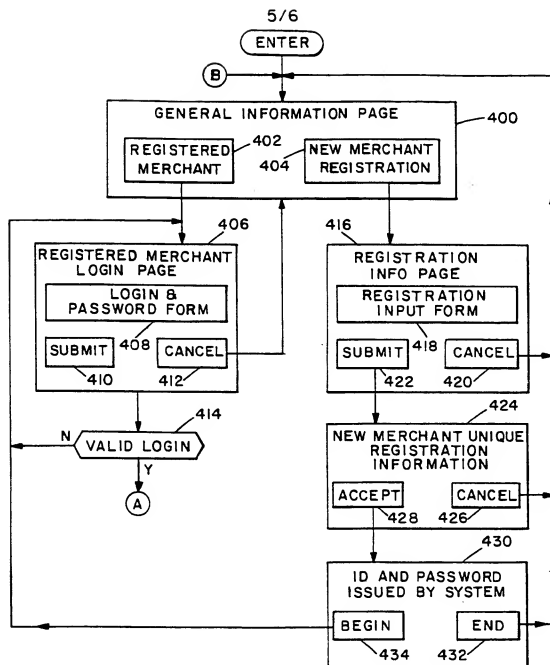 5/6
ENTER
B
GENERAL INFORMATION PAGE
400
402
REGISTERED
MERCHANT
404
NEW MERCHANT
REGISTRATION
406
REGISTERED MERCHANT
LOGIN PAGE
LOGIN &
PASSWORD FORM
408
SUBMIT
410
CANCEL
412
414
N
VALID LOGIN
Y
A
416
REGISTRATION
INFO PAGE
REGISTRATION
INPUT FORM
418
SUBMIT
422
CANCEL
420
424
NEW MERCHANT UNIQUE
REGISTRATION
INFORMATION
ACCEPT
428
CANCEL
426
430
ID AND PASSWORD
ISSUED BY SYSTEM
BEGIN
434
END
432